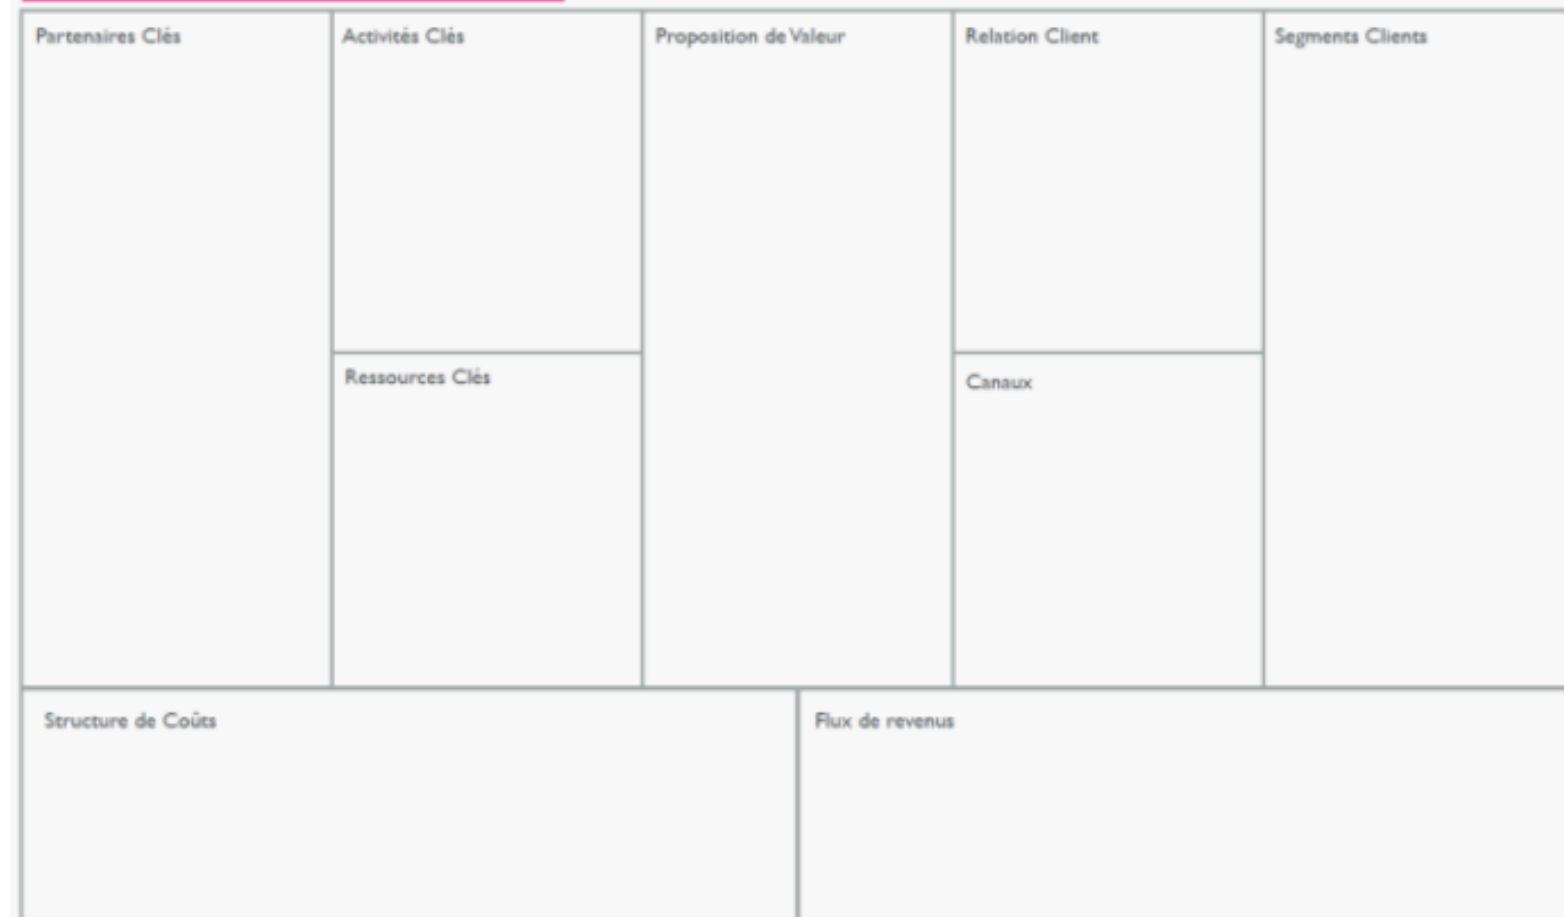 Partenaires Clés
Activités Clés
Proposition de Valeur
Relation Client
Segments Clients
Ressources Clés
Canaux
Structure de Coûts
Flux de revenus